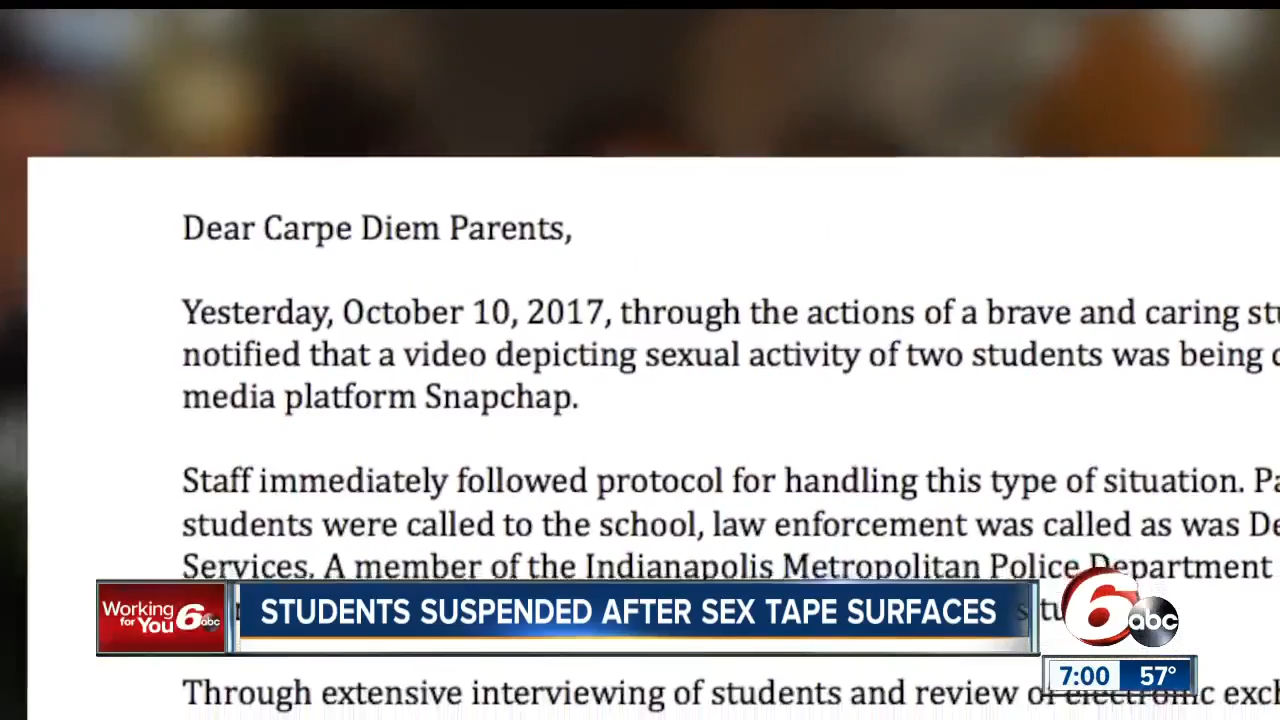 Dear Carpe Diem Parents,
Yesterday, October 10, 2017, through the actions of a brave and caring
notified that a video depicting sexual activity of two students was being
media platform Snapchap.
Staff immediately followed protocol for handling this type of situation.
students were called to the school, law enforcement was called as was
Services. A member of the Indianapolis Metropolitan Police Department
Working for You 6 abc
STUDENTS SUSPENDED AFTER SEX TAPE SURFACES
6 abc
7:00 57°
Through extensive interviewing of students and review of electronic